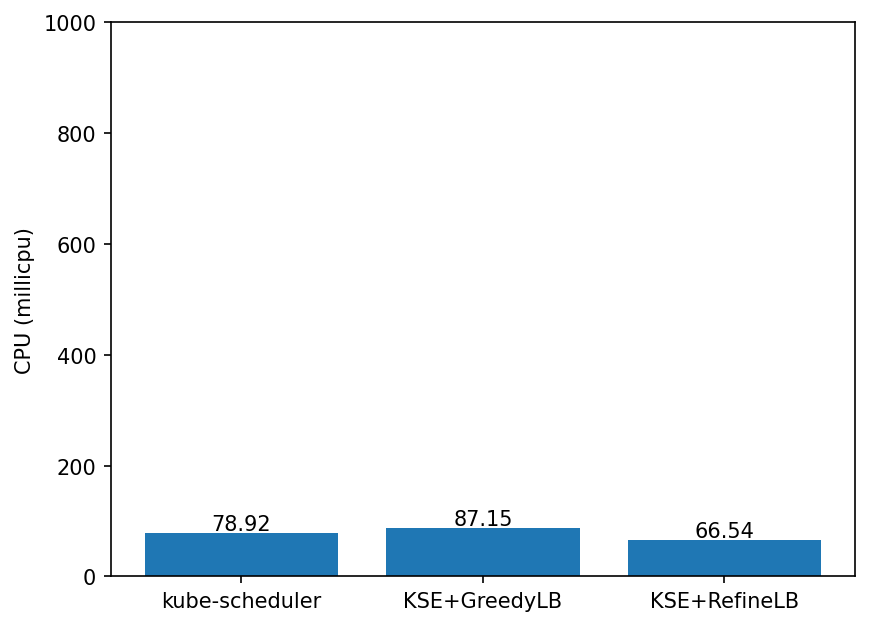 1000
800
600
400
200
0
CPU (millicpu)
78.92
87.15
66.54
kube-scheduler
KSE+GreedyLB
KSE+RefineLB